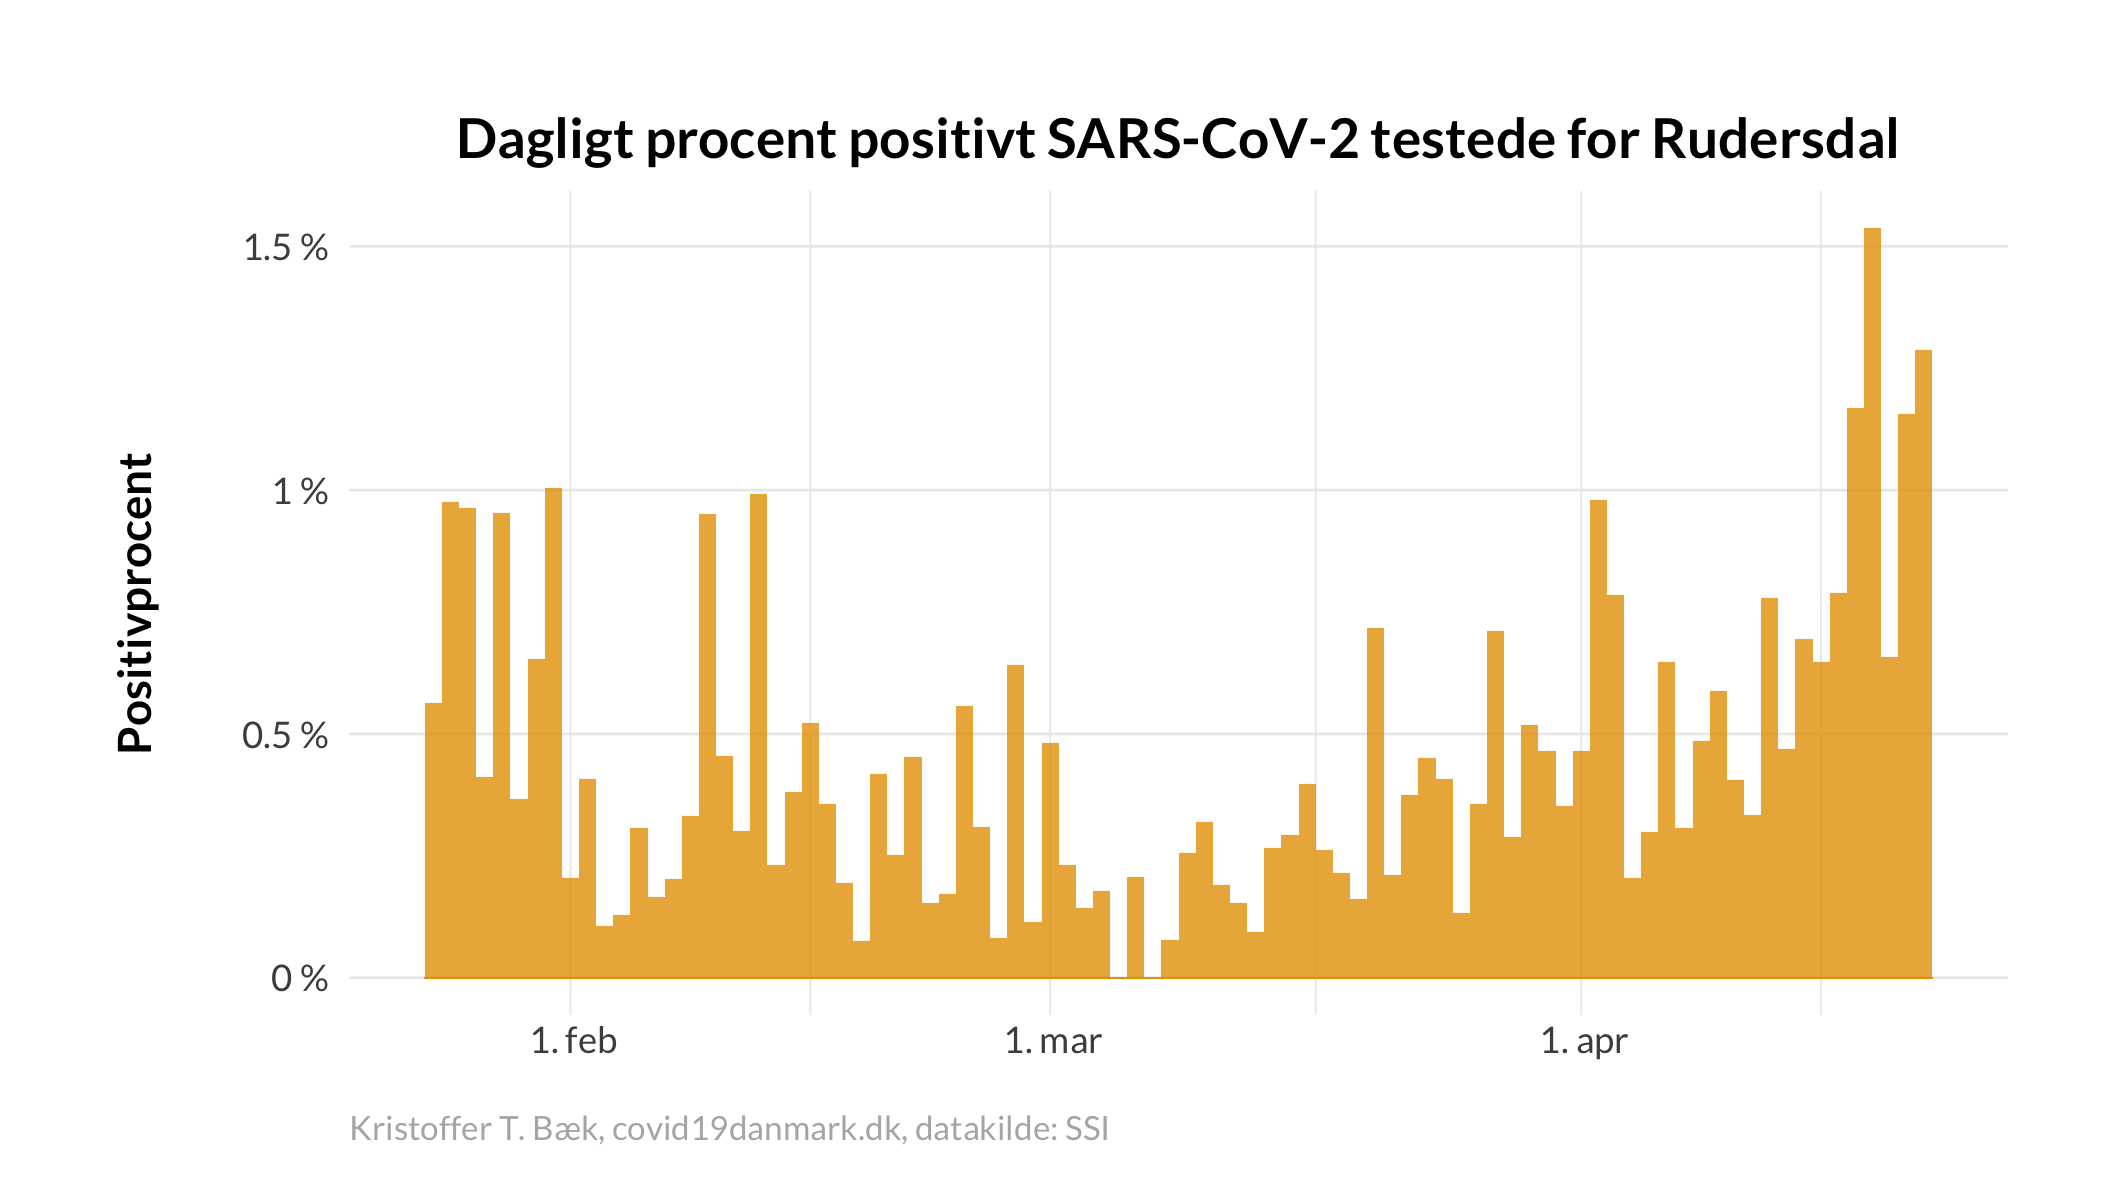 Dagligt procent positivt SARS-CoV-2 testede for Rudersdal
Positivprocent
1.5 %
1 %
0.5 %
0 %
1. feb
1. mar
1. apr
Kristoffer T. Bæk, covid19danmark.dk, datakilde: SSI